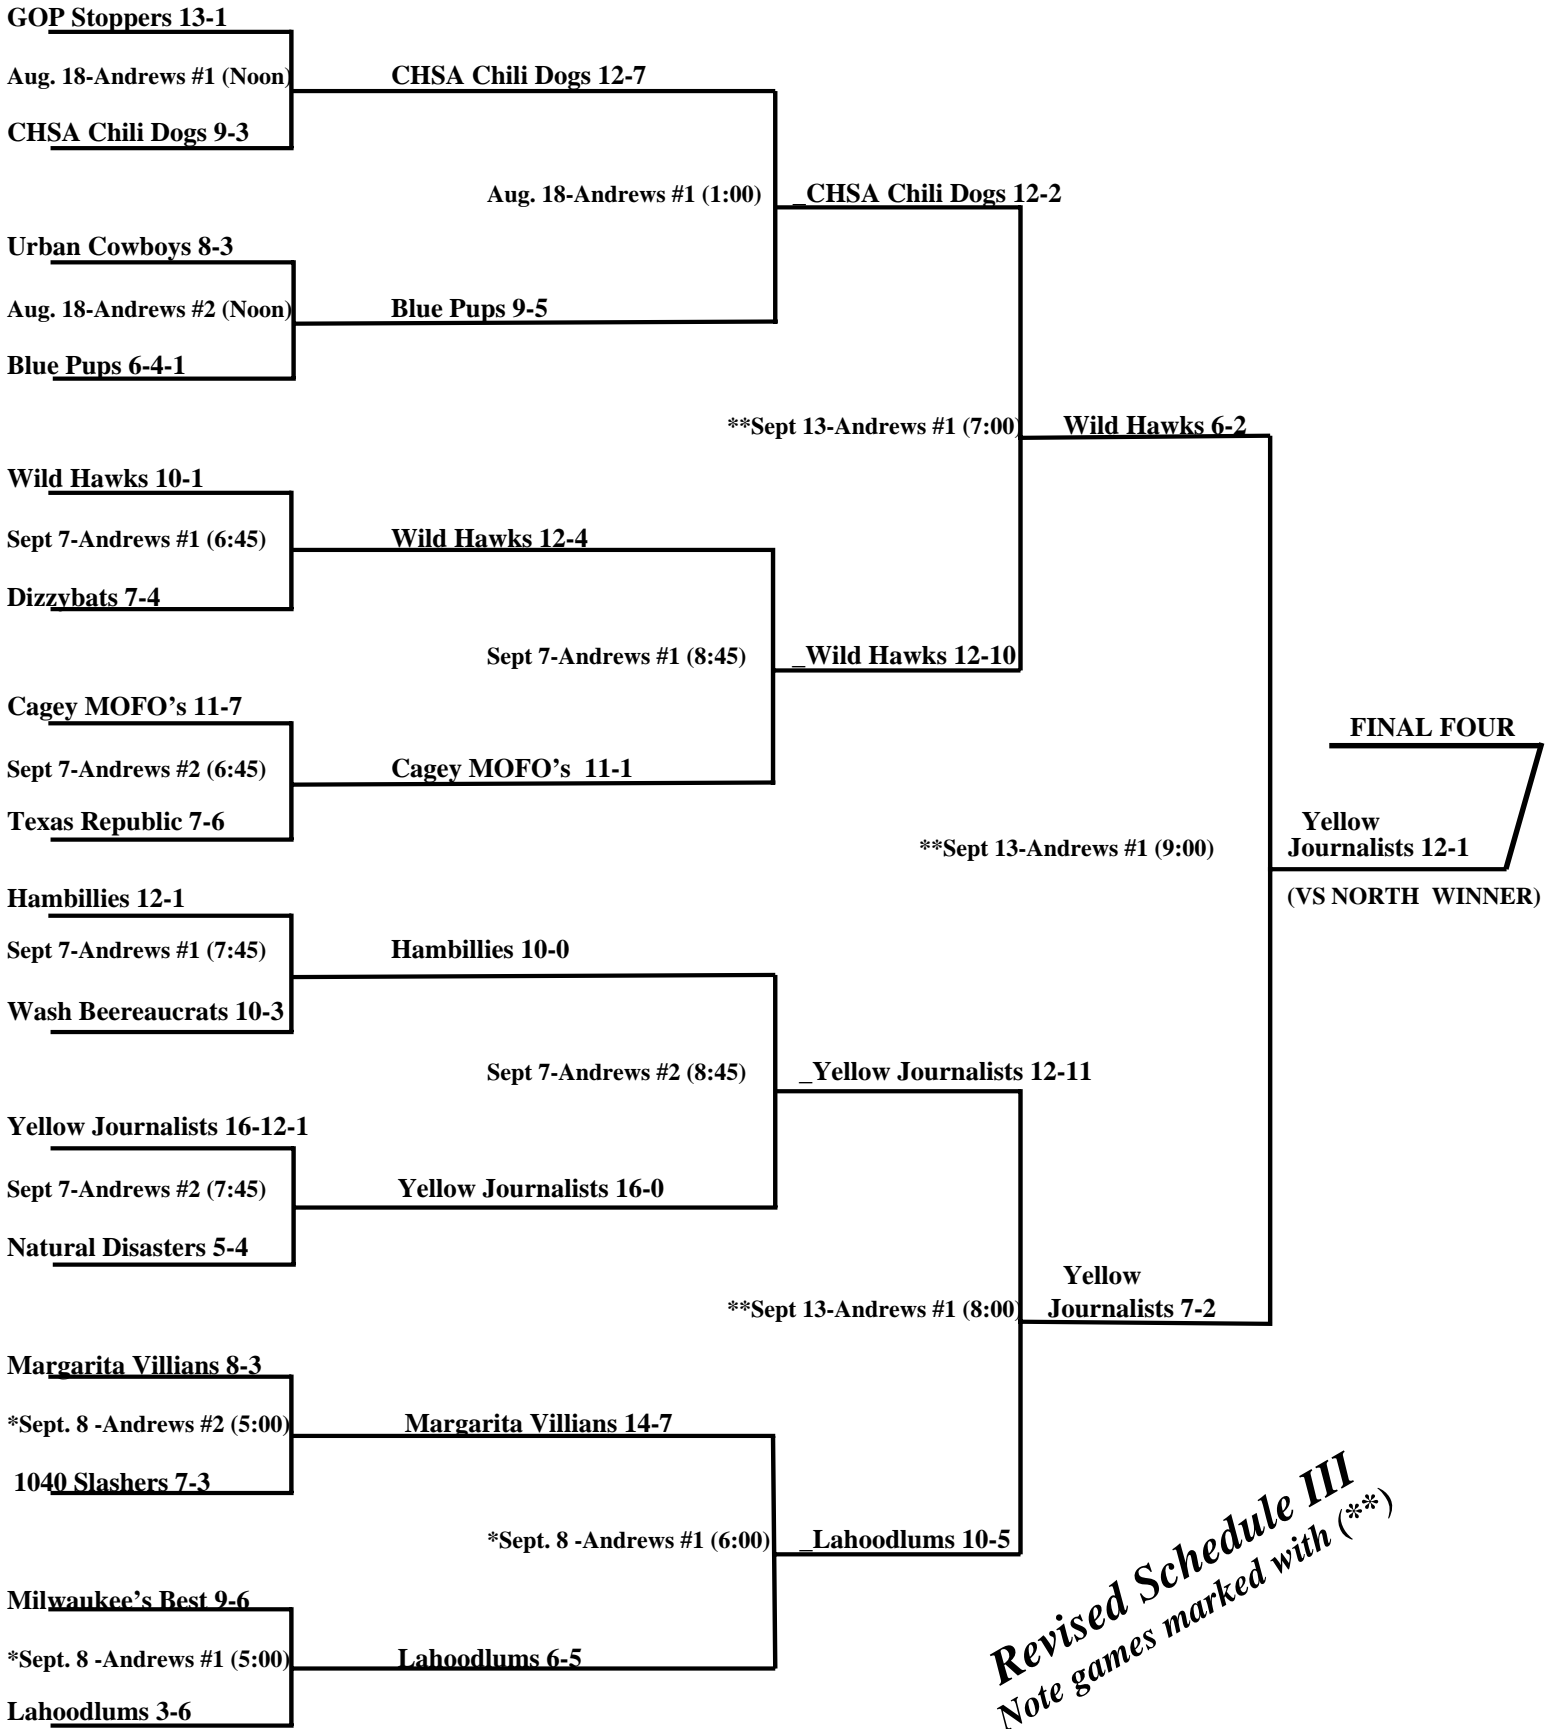 GOP Stoppers 13-1
Aug. 18-Andrews #1 (Noon)
CHSA Chili Dogs 12-7
CHSA Chili Dogs 9-3
Aug. 18-Andrews #1 (1:00)
_CHSA Chili Dogs 12-2
Urban Cowboys 8-3
Aug. 18-Andrews #2 (Noon)
Blue Pups 9-5
Blue Pups 6-4-1
**Sept 13-Andrews #1 (7:00)
Wild Hawks 6-2
Wild Hawks 10-1
Sept 7-Andrews #1 (6:45)
Wild Hawks 12-4
Dizzybats 7-4
Sept 7-Andrews #1 (8:45)
_Wild Hawks 12-10
Cagey MOFO’s 11-7
FINAL FOUR
Sept 7-Andrews #2 (6:45)
Cagey MOFO’s 11-1
Texas Republic 7-6
Yellow
Journalists 12-1
**Sept 13-Andrews #1 (9:00)
(VS NORTH WINNER)
Hambillies 12-1
Sept 7-Andrews #1 (7:45)
Hambillies 10-0
Wash Beereaucrats 10-3
Sept 7-Andrews #2 (8:45)
_Yellow Journalists 12-11
Yellow Journalists 16-12-1
Sept 7-Andrews #2 (7:45)
Yellow Journalists 16-0
Natural Disasters 5-4
Yellow
Journalists 7-2
**Sept 13-Andrews #1 (8:00)
Margarita Villians 8-3
*Sept. 8 -Andrews #2 (5:00)
Margarita Villians 14-7
1040 Slashers 7-3
*Sept. 8 -Andrews #1 (6:00)
_Lahoodlums 10-5
Milwaukee’s Best 9-6
*Sept. 8 -Andrews #1 (5:00)
Lahoodlums 6-5
Lahoodlums 3-6
Revised Schedule III
Note games marked with (**)